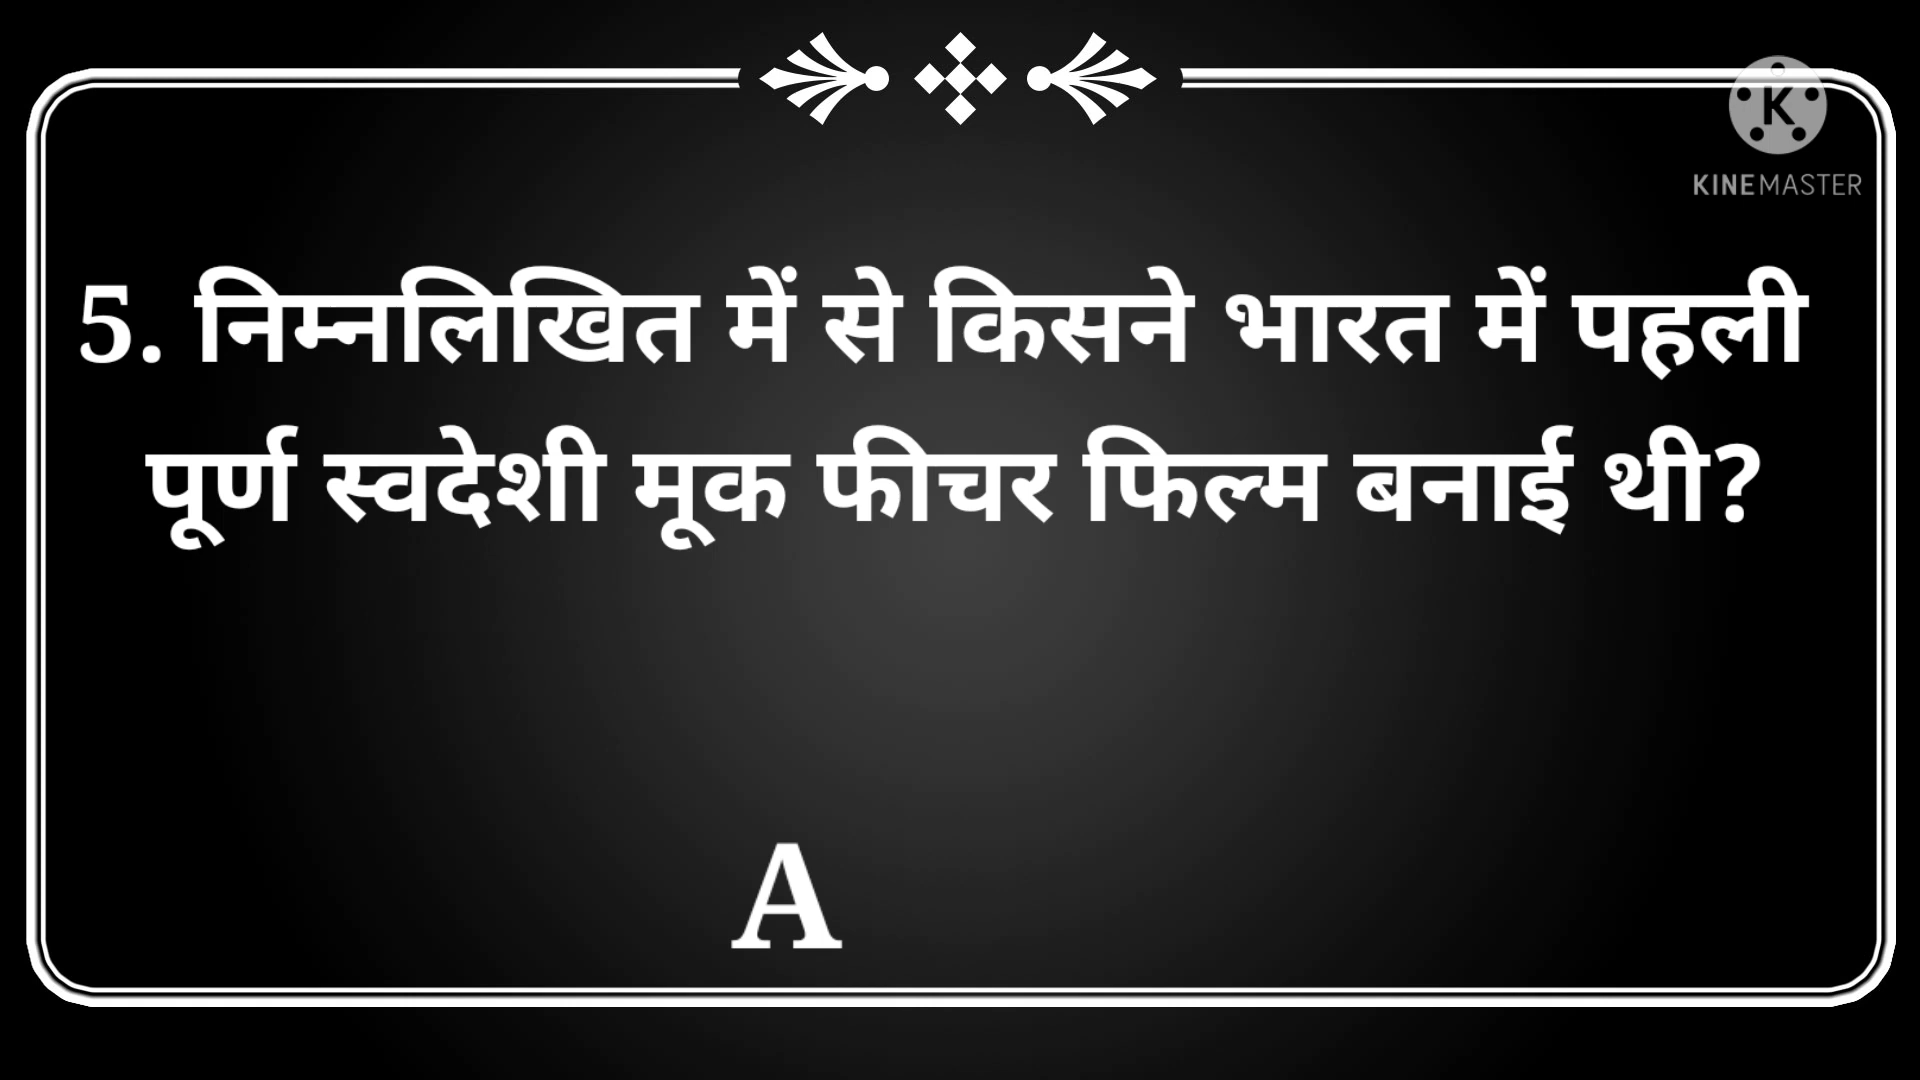 KINEMASTER
5. निम्नलिखित में से किसने भारत में पहली
पूर्ण स्वदेशी मूक फीचर फिल्म बनाई थी?
A